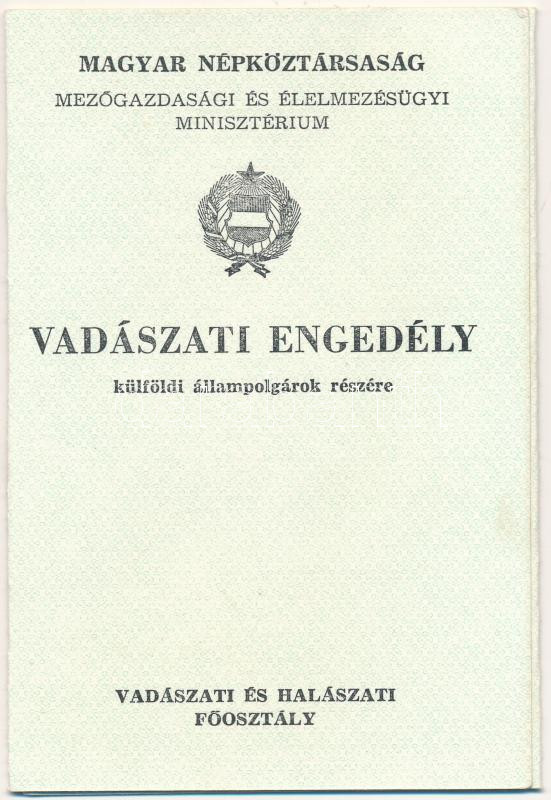 MAGYAR NÉPKÖZTÁRSASÁG
MEZŐGAZDASÁGI ÉS ÉLELMEZÉSÜGYI
MINISZTÉRIUM
VADÁSZATI ENGEDÉLY
külföldi állampolgárok részére
VADÁSZATI ÉS HALÁSZATI
FŐOSZTÁLY